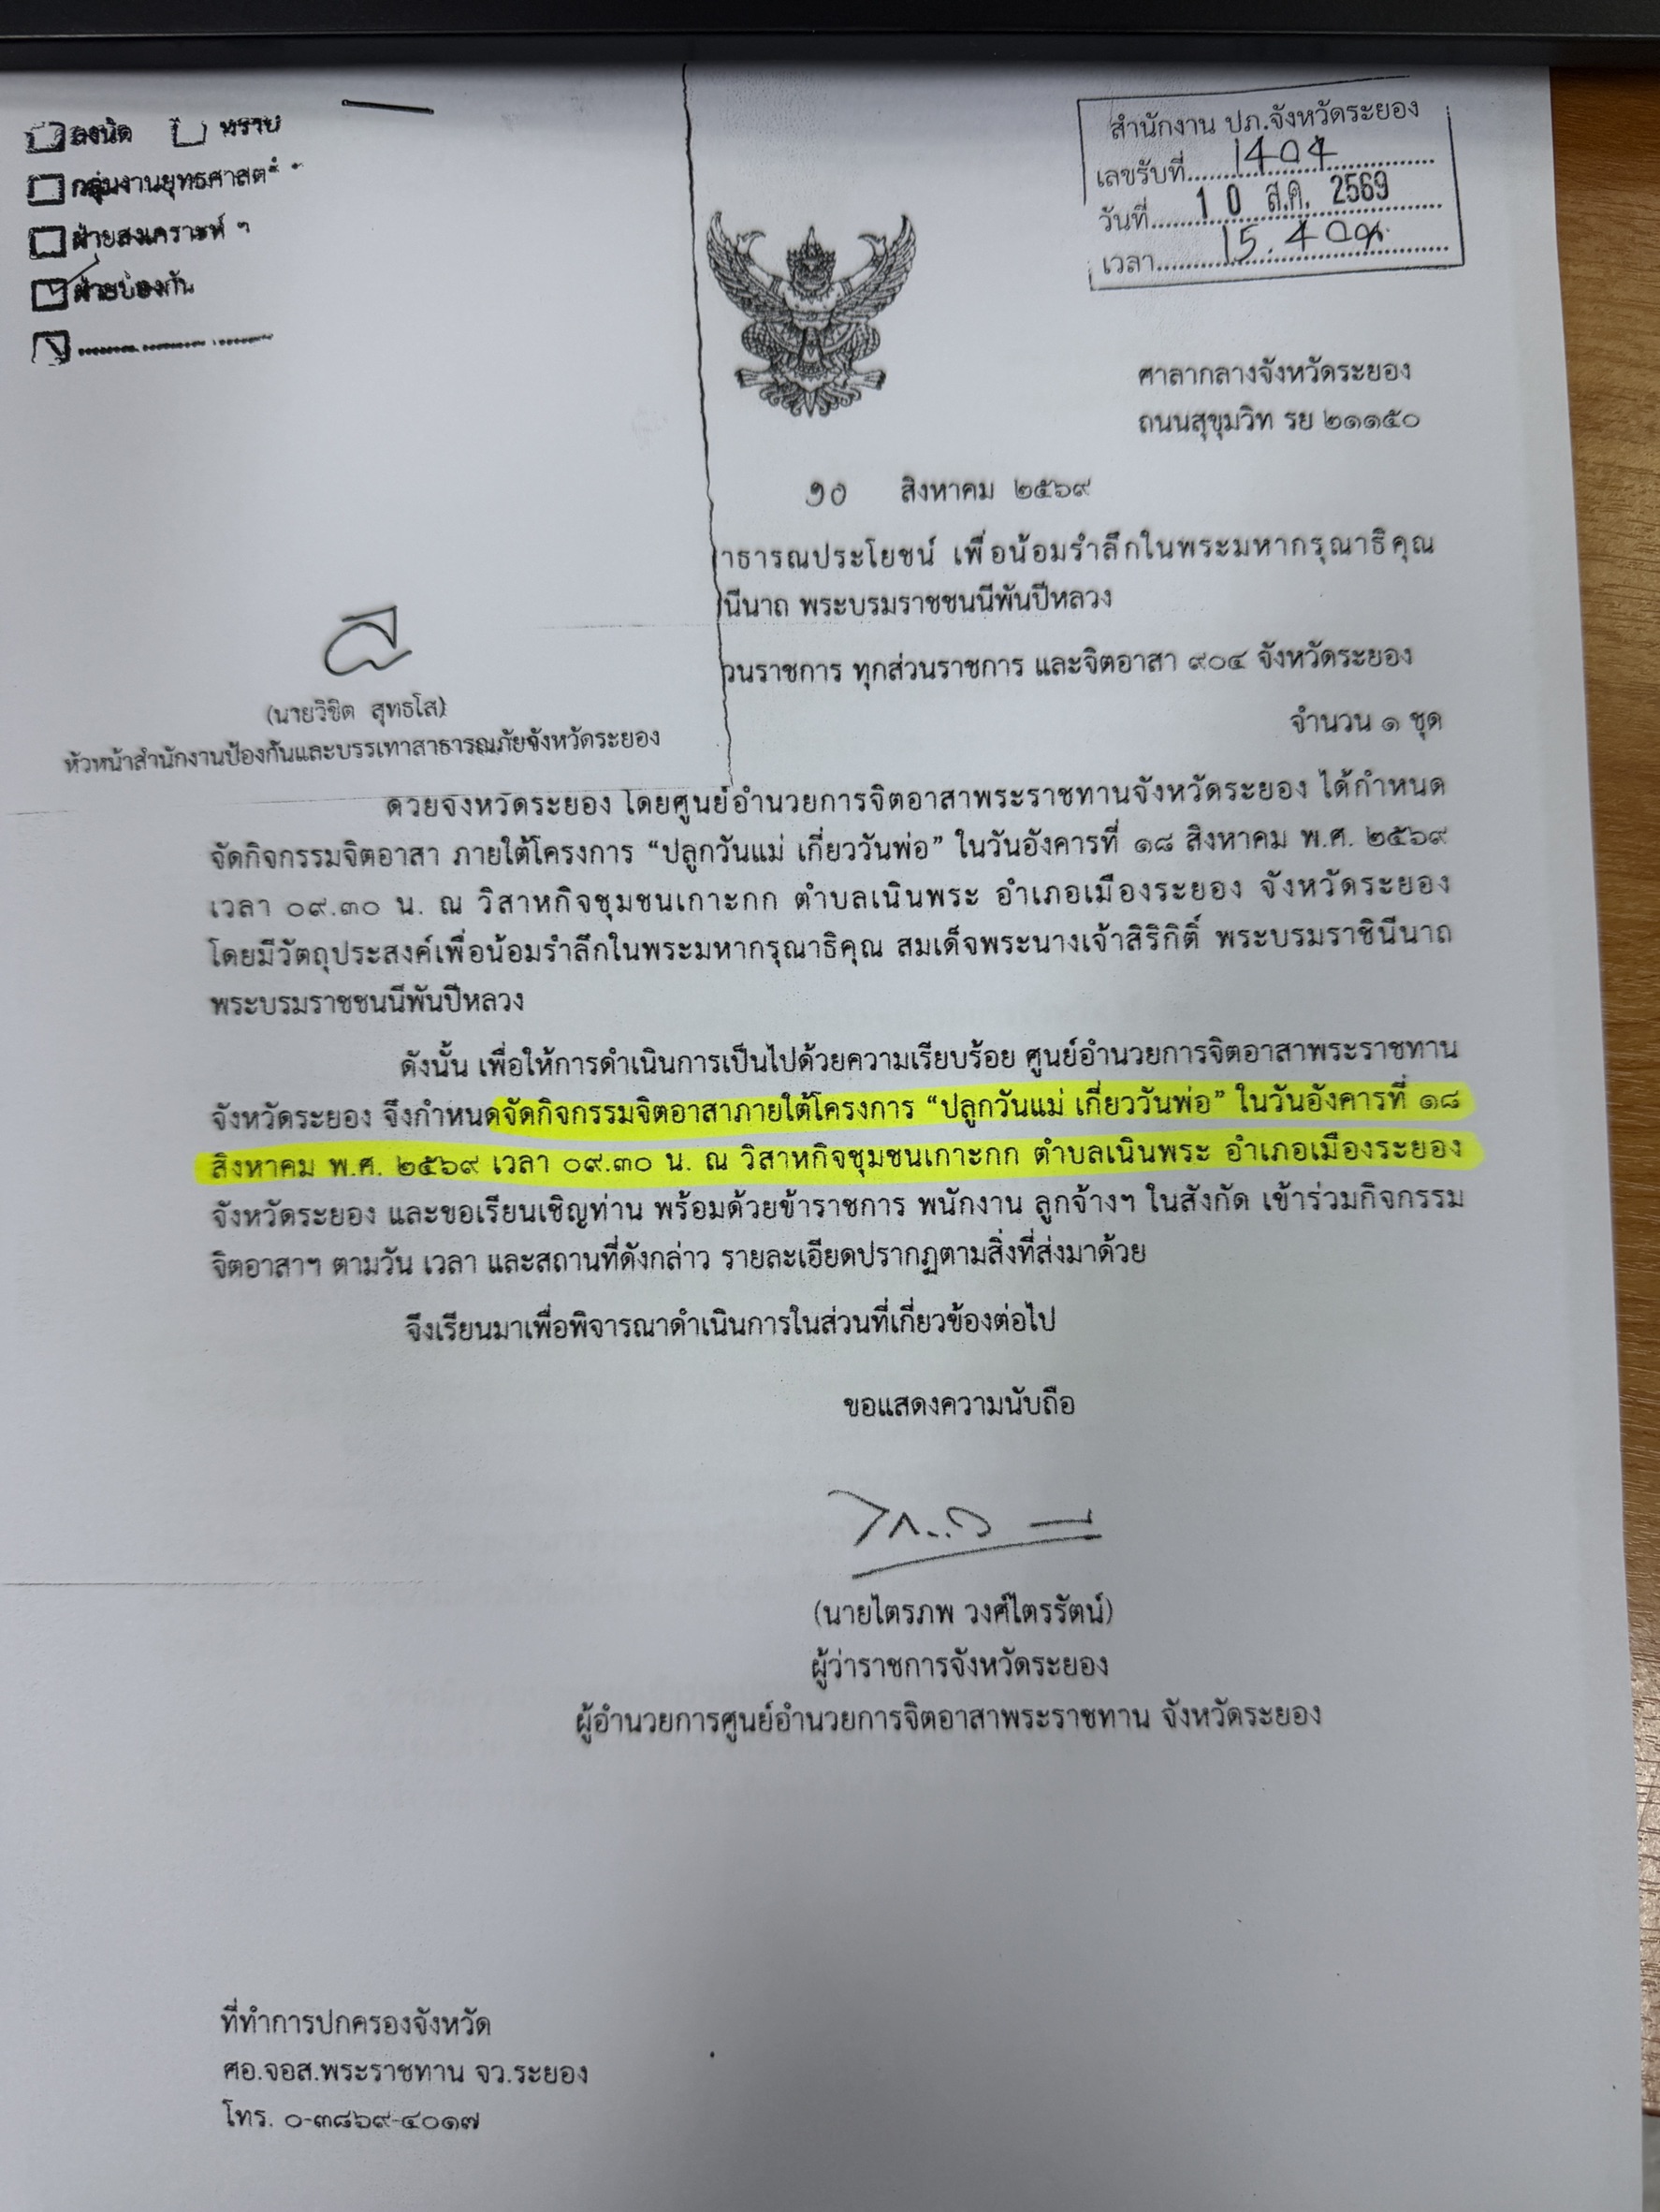 ลงนัด ทราบ
กลุ่มงานยุทธศาสตร์ ฯ
ฝ่ายสงเคราะห์ ฯ
ฝ่ายป้องกัน
สำนักงาน ปภ.จังหวัดระยอง
เลขรับที่ 1404
วันที่ 10 ส.ค. 2569
เวลา 15.40 น.
ศาลากลางจังหวัดระยอง
ถนนสุขุมวิท รย ๒๑๑๕๐
๑๐ สิงหาคม ๒๕๖๙
าธารณประโยชน์ เพื่อน้อมรำลึกในพระมหากรุณาธิคุณ
นีนาถ พระบรมราชชนนีพันปีหลวง
วนราชการ ทุกส่วนราชการ และจิตอาสา ๙๐๔ จังหวัดระยอง
จำนวน ๑ ชุด
(นายวิชิต สุทธโส)
หัวหน้าสำนักงานป้องกันและบรรเทาสาธารณภัยจังหวัดระยอง
ด้วยจังหวัดระยอง โดยศูนย์อำนวยการจิตอาสาพระราชทานจังหวัดระยอง ได้กำหนด
จัดกิจกรรมจิตอาสา ภายใต้โครงการ “ปลูกวันแม่ เกี่ยววันพ่อ” ในวันอังคารที่ ๑๘ สิงหาคม พ.ศ. ๒๕๖๙
เวลา ๐๙.๓๐ น. ณ วิสาหกิจชุมชนเกาะกก ตำบลเนินพระ อำเภอเมืองระยอง จังหวัดระยอง
โดยมีวัตถุประสงค์เพื่อน้อมรำลึกในพระมหากรุณาธิคุณ สมเด็จพระนางเจ้าสิริกิติ์ พระบรมราชินีนาถ
พระบรมราชชนนีพันปีหลวง
ดังนั้น เพื่อให้การดำเนินการเป็นไปด้วยความเรียบร้อย ศูนย์อำนวยการจิตอาสาพระราชทาน
จังหวัดระยอง จึงกำหนดจัดกิจกรรมจิตอาสาภายใต้โครงการ “ปลูกวันแม่ เกี่ยววันพ่อ” ในวันอังคารที่ ๑๘
สิงหาคม พ.ศ. ๒๕๖๙ เวลา ๐๙.๓๐ น. ณ วิสาหกิจชุมชนเกาะกก ตำบลเนินพระ อำเภอเมืองระยอง
จังหวัดระยอง และขอเรียนเชิญท่าน พร้อมด้วยข้าราชการ พนักงาน ลูกจ้างฯ ในสังกัด เข้าร่วมกิจกรรม
จิตอาสาฯ ตามวัน เวลา และสถานที่ดังกล่าว รายละเอียดปรากฏตามสิ่งที่ส่งมาด้วย
จึงเรียนมาเพื่อพิจารณาดำเนินการในส่วนที่เกี่ยวข้องต่อไป
ขอแสดงความนับถือ
(นายไตรภพ วงศ์ไตรรัตน์)
ผู้ว่าราชการจังหวัดระยอง
ผู้อำนวยการศูนย์อำนวยการจิตอาสาพระราชทาน จังหวัดระยอง
ที่ทำการปกครองจังหวัด
ศอ.จอส.พระราชทาน จว.ระยอง
โทร. ๐-๓๘๖๙-๔๐๑๗